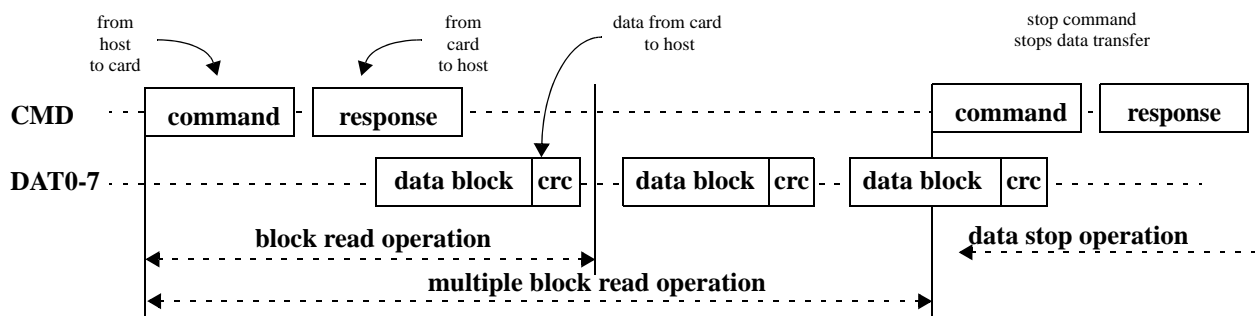 from
host
to card
from
card
to host
data from card
to host
stop command
stops data transfer
CMD
command
response
command
response
DAT0-7
data block
crc
data block
crc
data block
crc
block read operation
data stop operation
multiple block read operation